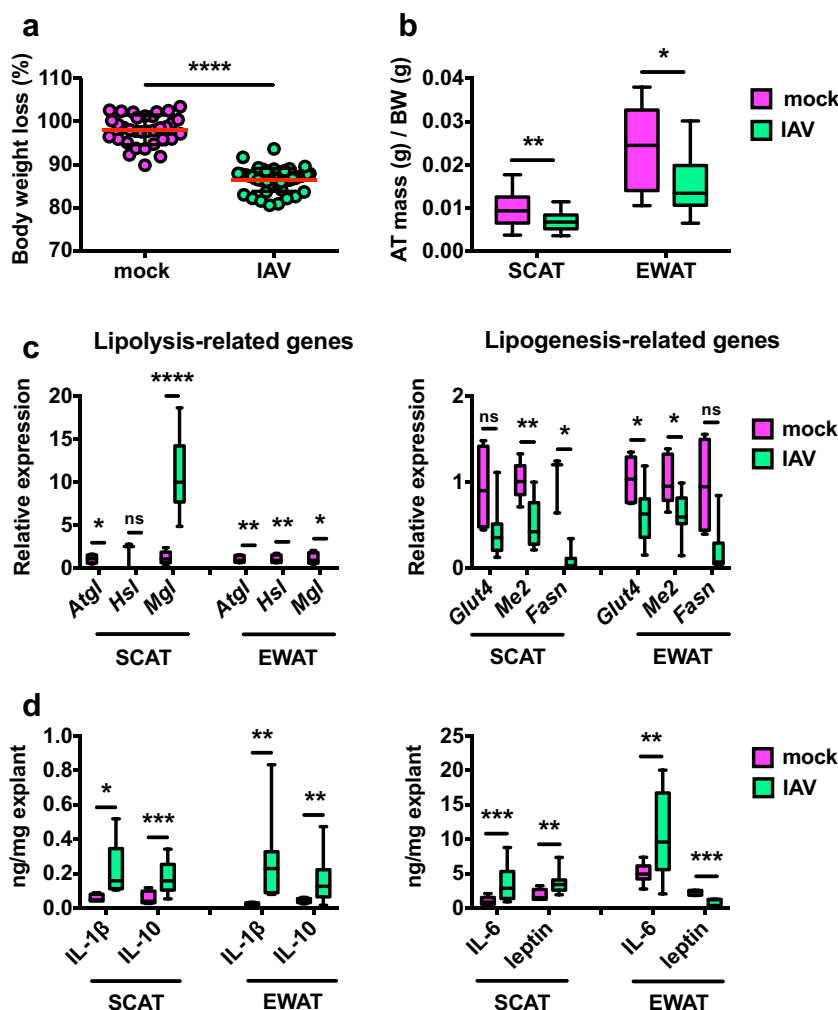 a
****
Body weight loss (%)
110
100
90
80
70
mock
IAV
b
*
**
AT mass (g) / BW (g)
0.04
0.03
0.02
0.01
0.00
SCAT
EWAT
mock
IAV
c
Lipolysis-related genes
Relative expression
20
15
10
5
0
* ns **** ** ** *
Atgl Hsl Mgl Atgl Hsl Mgl
SCAT EWAT
Lipogenesis-related genes
Relative expression
2
1
0
ns ** * * * ns
Glut4 Me2 Fasn Glut4 Me2 Fasn
SCAT EWAT
mock
IAV
d
ng/mg explant
1.0
0.8
0.6
0.4
0.2
0.0
* *** ** **
IL-1β IL-10 IL-1β IL-10
SCAT EWAT
ng/mg explant
25
20
15
10
5
0
*** ** ** ***
IL-6 leptin IL-6 leptin
SCAT EWAT
mock
IAV